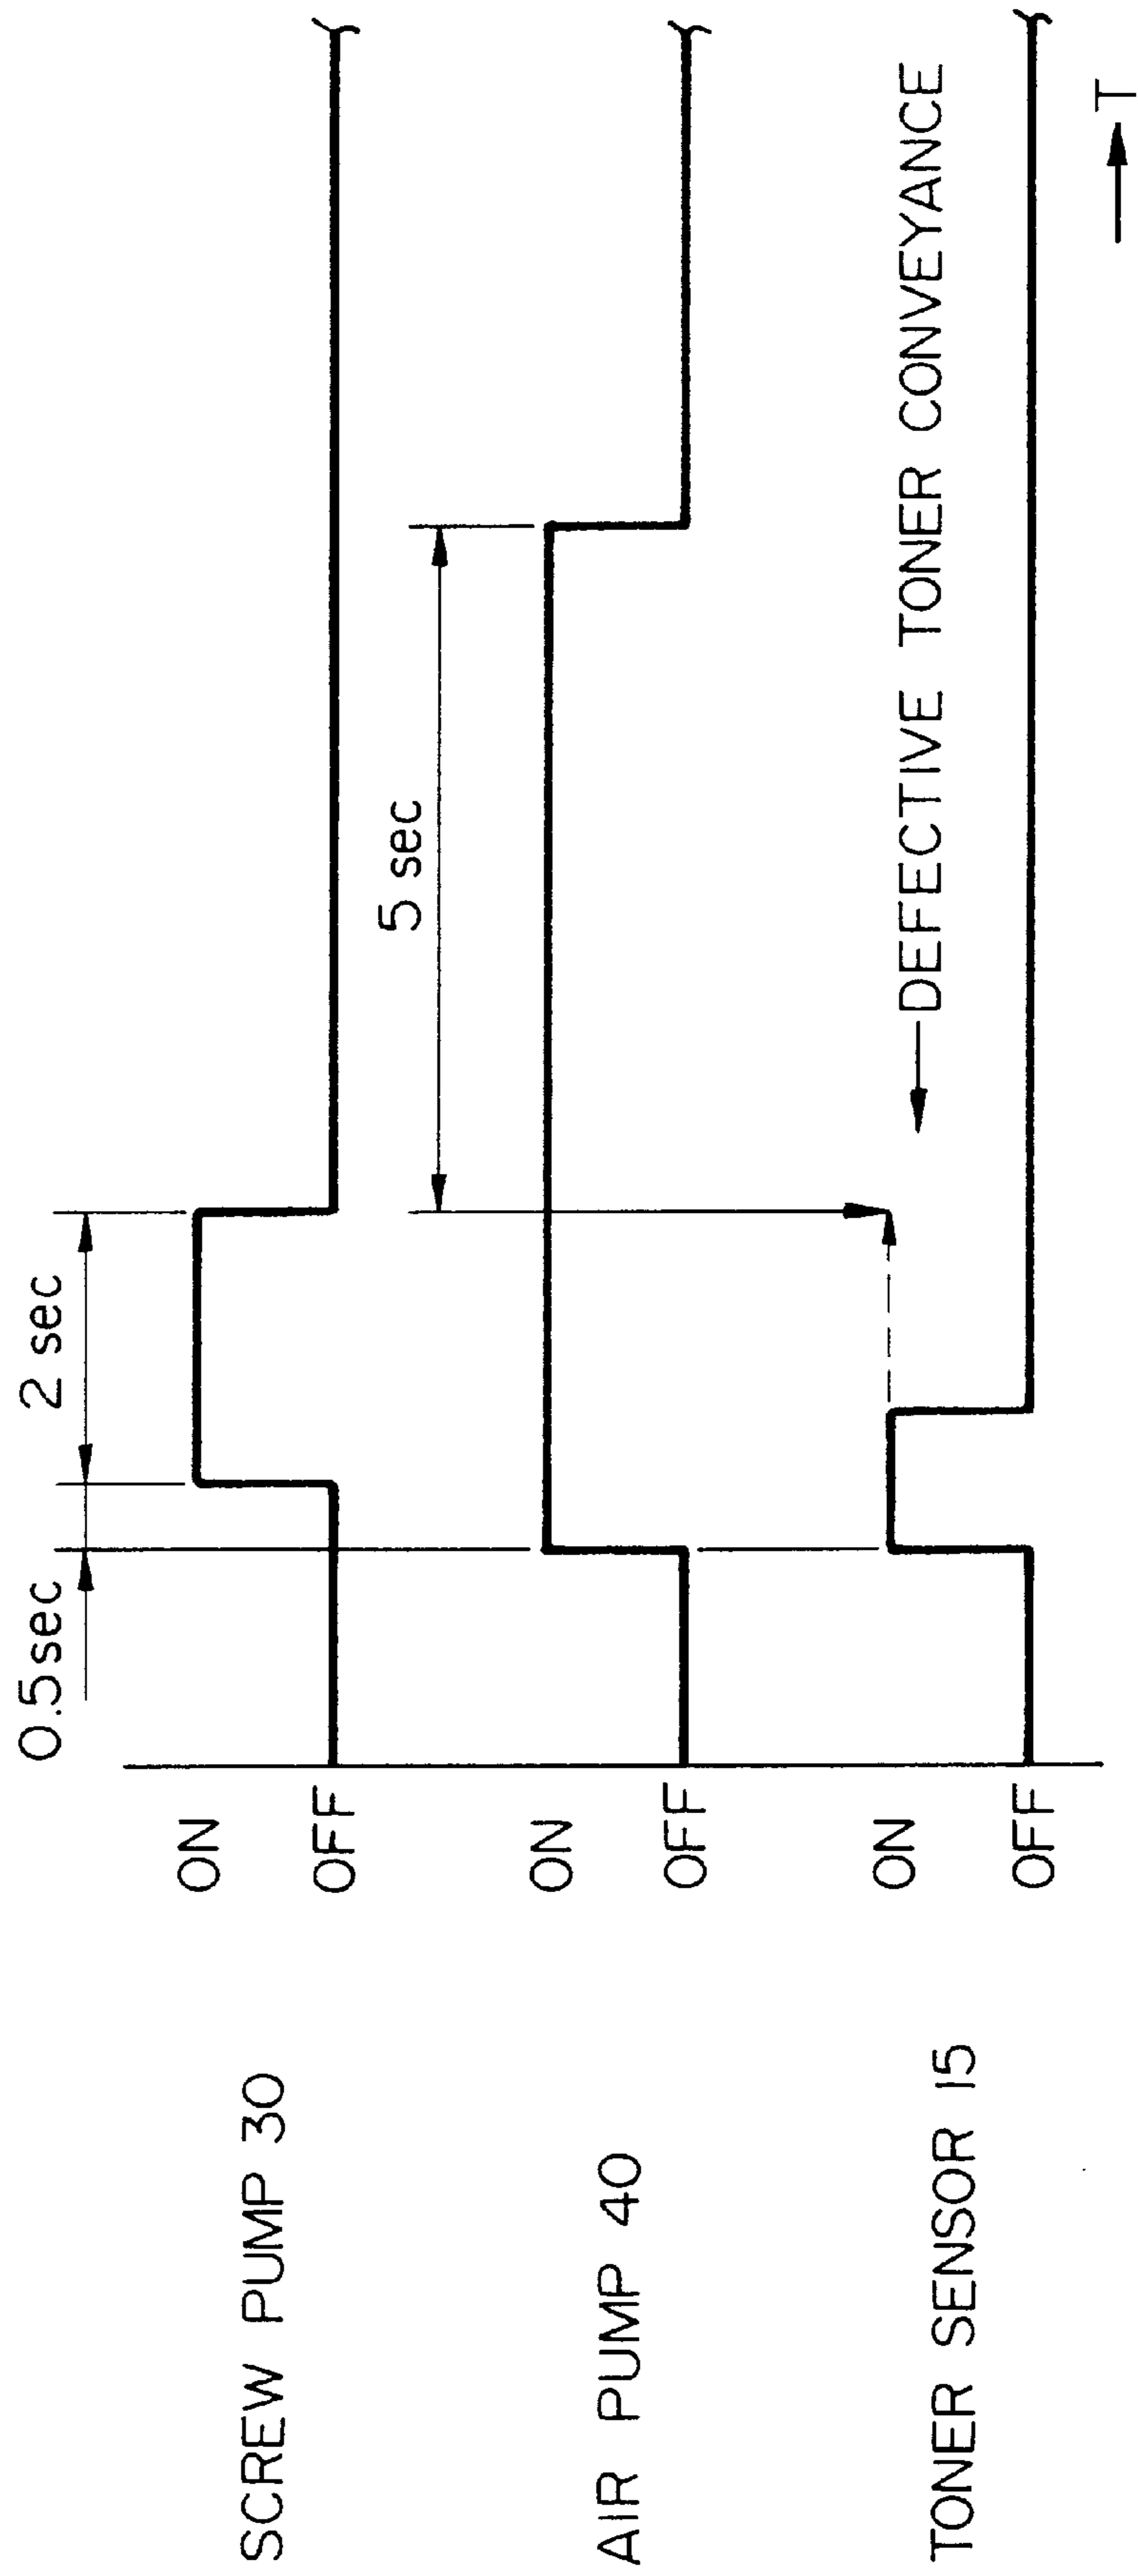 0.5sec
2 sec
SCREW PUMP 30
ON
OFF
5 sec
AIR PUMP 40
ON
OFF
TONER SENSOR 15
ON
DEFECTIVE TONER CONVEYANCE
OFF
T